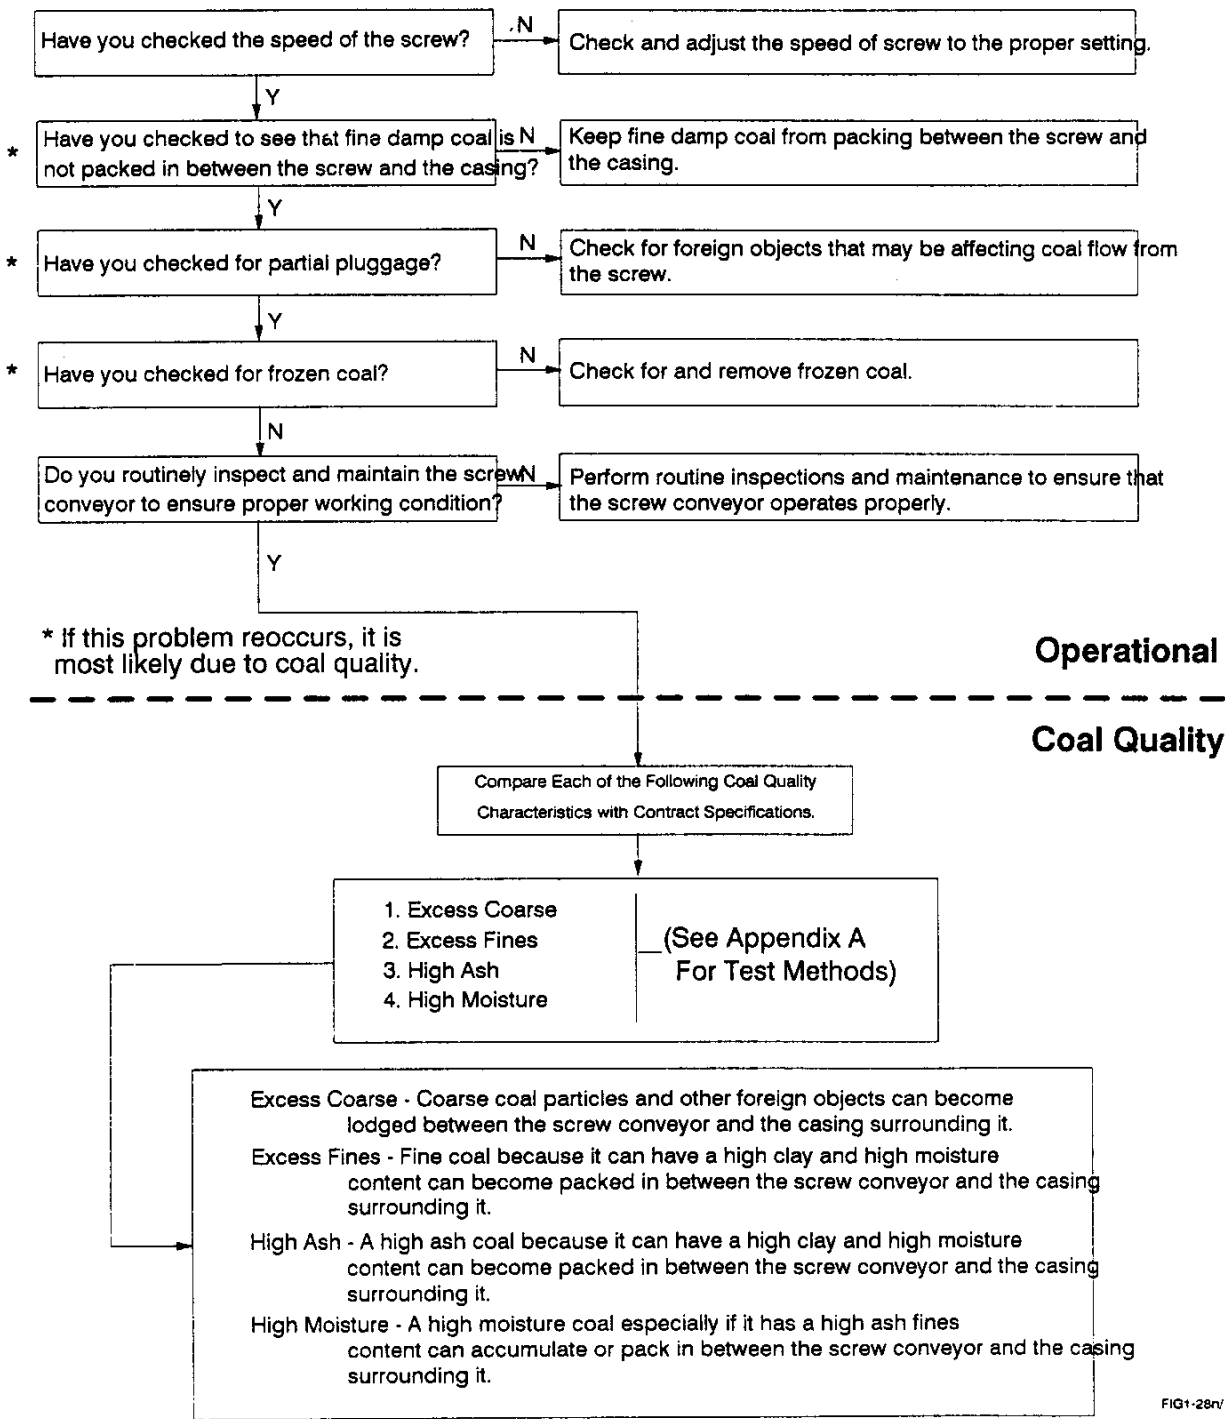 Have you checked the speed of the screw?
N
Check and adjust the speed of screw to the proper setting.
Y
*
Have you checked to see that fine damp coal is
not packed in between the screw and the casing?
N
Keep fine damp coal from packing between the screw and
the casing.
Y
*
Have you checked for partial pluggage?
N
Check for foreign objects that may be affecting coal flow from
the screw.
Y
*
Have you checked for frozen coal?
N
Check for and remove frozen coal.
N
Do you routinely inspect and maintain the screw
conveyor to ensure proper working condition?
N
Perform routine inspections and maintenance to ensure that
the screw conveyor operates properly.
Y
* If this problem reoccurs, it is
most likely due to coal quality.
Operational
Coal Quality
Compare Each of the Following Coal Quality
Characteristics with Contract Specifications.
1. Excess Coarse
2. Excess Fines
3. High Ash
4. High Moisture
(See Appendix A
For Test Methods)
Excess Coarse - Coarse coal particles and other foreign objects can become
lodged between the screw conveyor and the casing surrounding it.
Excess Fines - Fine coal because it can have a high clay and high moisture
content can become packed in between the screw conveyor and the casing
surrounding it.
High Ash - A high ash coal because it can have a high clay and high moisture
content can become packed in between the screw conveyor and the casing
surrounding it.
High Moisture - A high moisture coal especially if it has a high ash fines
content can accumulate or pack in between the screw conveyor and the casing
surrounding it.
FIG1-28n/